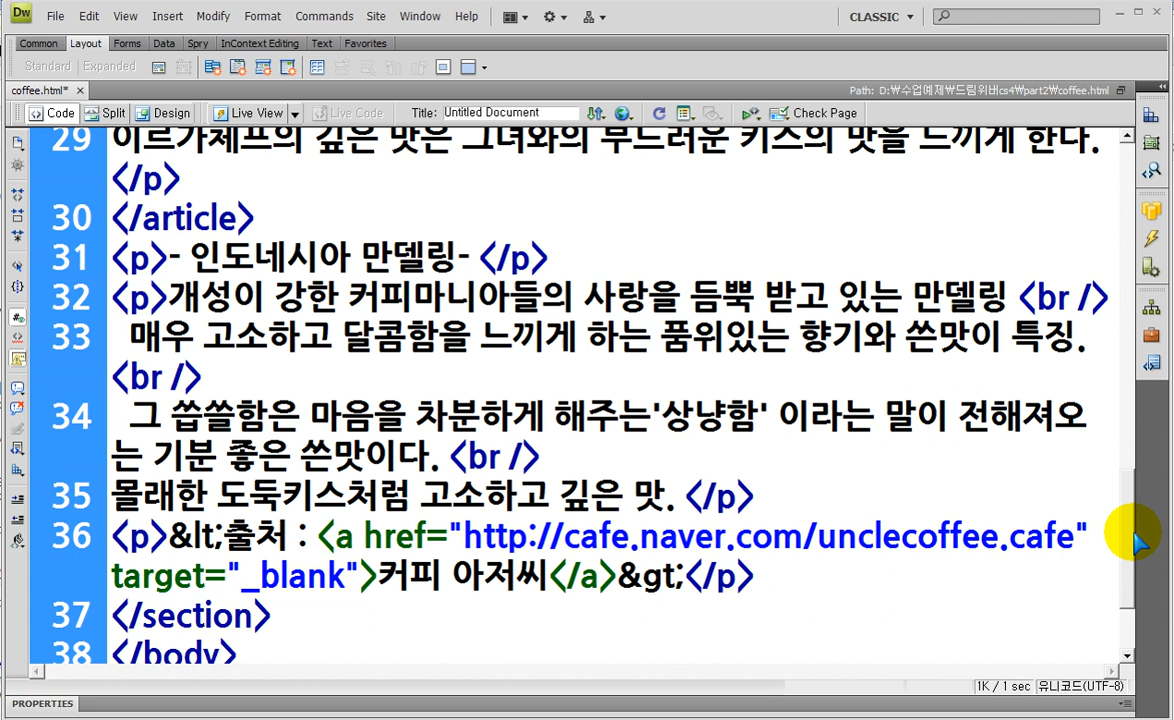 Dw File Edit View Insert Modify Format Commands Site Window Help CLASSIC
Common Layout Forms Data Spry InContext Editing Text Favorites
Standard Expanded
coffee.html* Path: D:\수업예제\드림위버cs4\part2\coffee.html
Code Split Design Live View Live Code Title: Untitled Document Check Page
29 이르가체프의 깊은 맛은 그녀와의 부드러운 키스의 맛을 느끼게 한다.
</p>
30 </article>
31 <p>- 인도네시아 만델링- </p>
32 <p>개성이 강한 커피마니아들의 사랑을 듬뿍 받고 있는 만델링 <br />
33 매우 고소하고 달콤함을 느끼게 하는 품위있는 향기와 쓴맛이 특징.
<br />
34 그 씁쓸함은 마음을 차분하게 해주는'상냥함' 이라는 말이 전해져오
는 기분 좋은 쓴맛이다. <br />
35 몰래한 도둑키스처럼 고소하고 깊은 맛. </p>
36 <p>&lt;출처 : <a href="http://cafe.naver.com/unclecoffee.cafe"
target="_blank">커피 아저씨</a>&gt;</p>
37 </section>
38 </body>
1K / 1 sec 유니코드(UTF-8)
PROPERTIES